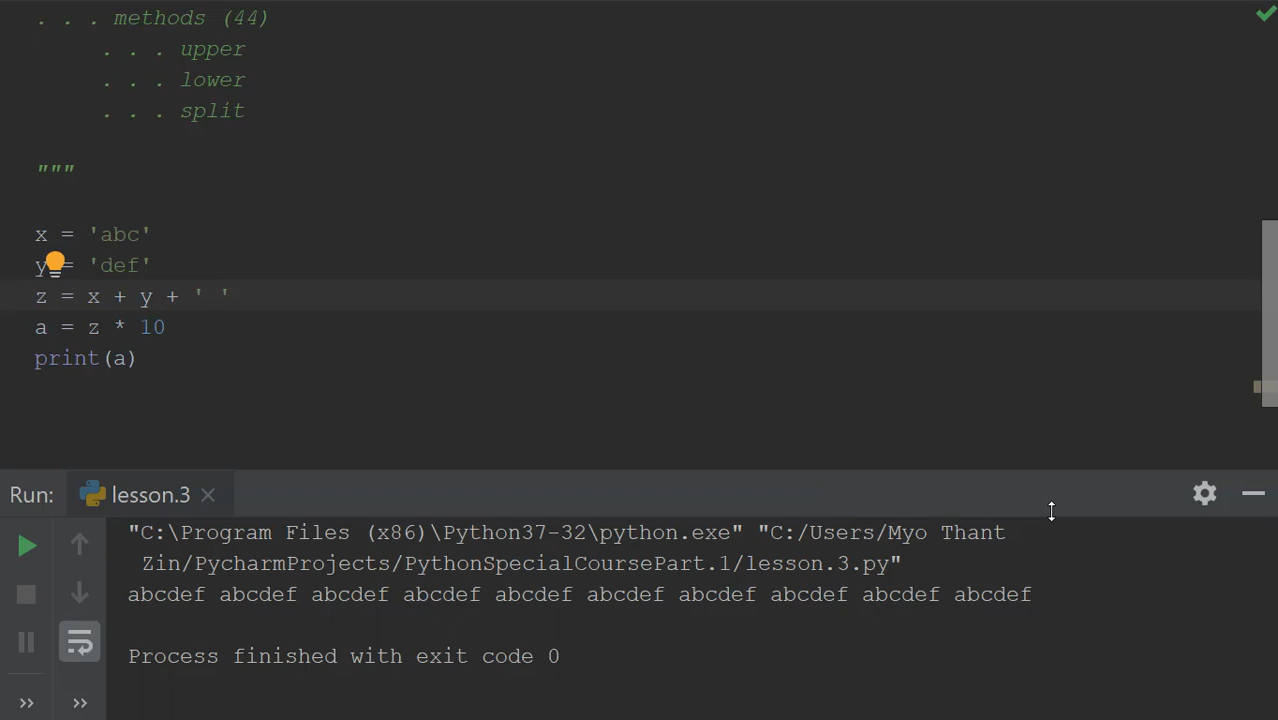 . . . methods (44)
. . . upper
. . . lower
. . . split
"""
x = 'abc'
y = 'def'
z = x + y + ' '
a = z * 10
print(a)
Run: lesson.3
"C:\Program Files (x86)\Python37-32\python.exe" "C:/Users/Myo Thant
Zin/PycharmProjects/PythonSpecialCoursePart.1/lesson.3.py"
abcdef abcdef abcdef abcdef abcdef abcdef abcdef abcdef abcdef abcdef
Process finished with exit code 0